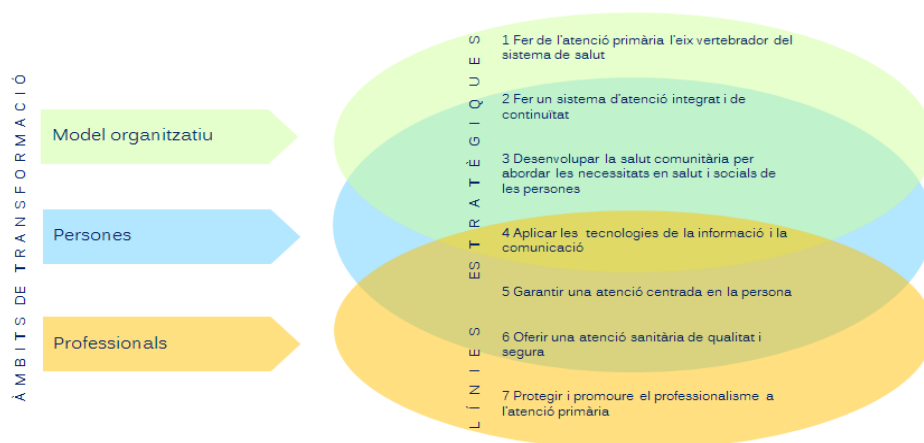 ÀMBITS DE TRANSFORMACIÓ
Model organitzatiu
Persones
Professionals
LÍNIES ESTRATÈGIQUES
1 Fer de l'atenció primària l'eix vertebrador del
sistema de salut
2 Fer un sistema d'atenció integrat i de
continuïtat
3 Desenvolupar la salut comunitària per
abordar les necessitats en salut i socials de
les persones
4 Aplicar les tecnologies de la informació i la
comunicació
5 Garantir una atenció centrada en la persona
6 Oferir una atenció sanitària de qualitat i
segura
7 Protegir i promoure el professionalisme a
l'atenció primària